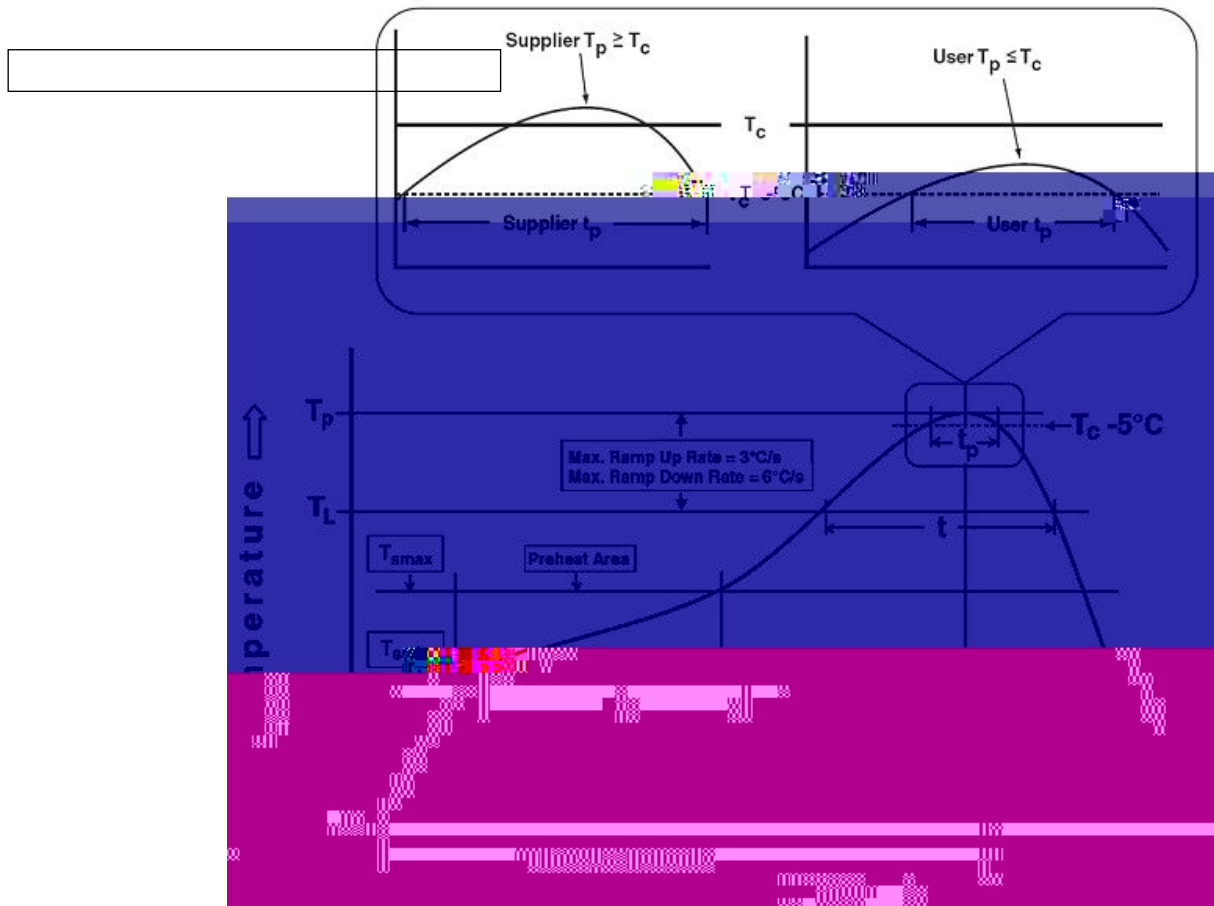 Supplier Tp ≥ Tc
User Tp ≤ Tc
Tc
Supplier tp
User tp
Tp
Tc -5°C
tp
Max. Ramp Up Rate = 3°C/s
Max. Ramp Down Rate = 6°C/s
TL
t
Tsmax
Preheat Area